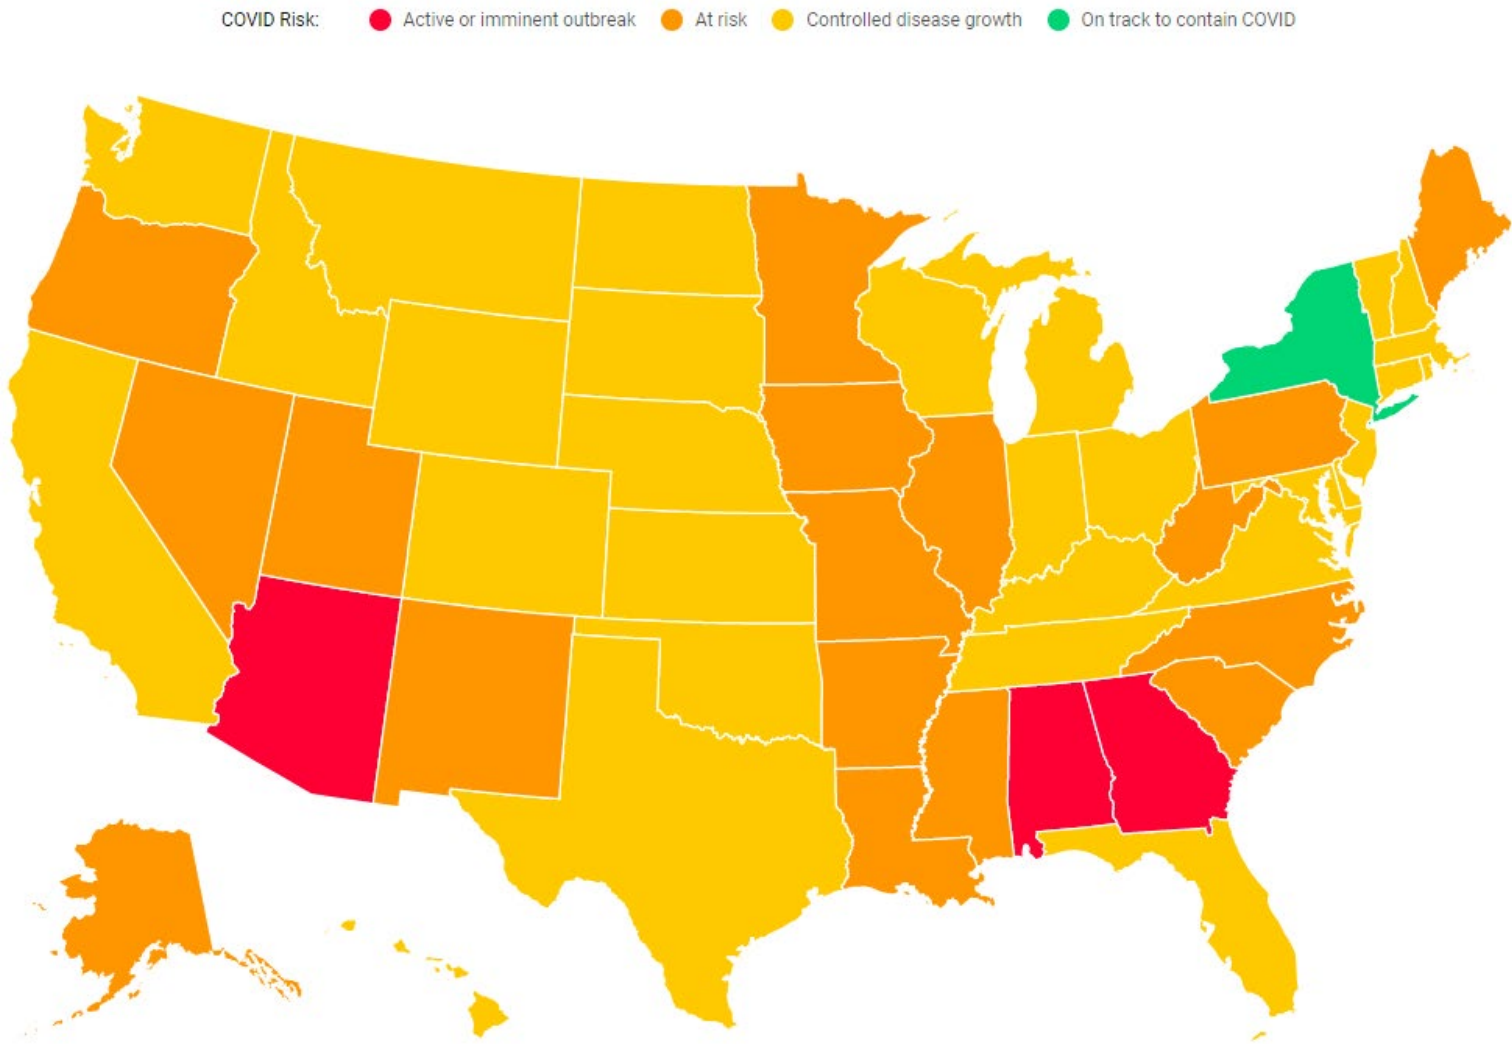 COVID Risk: Active or imminent outbreak At risk Controlled disease growth On track to contain COVID